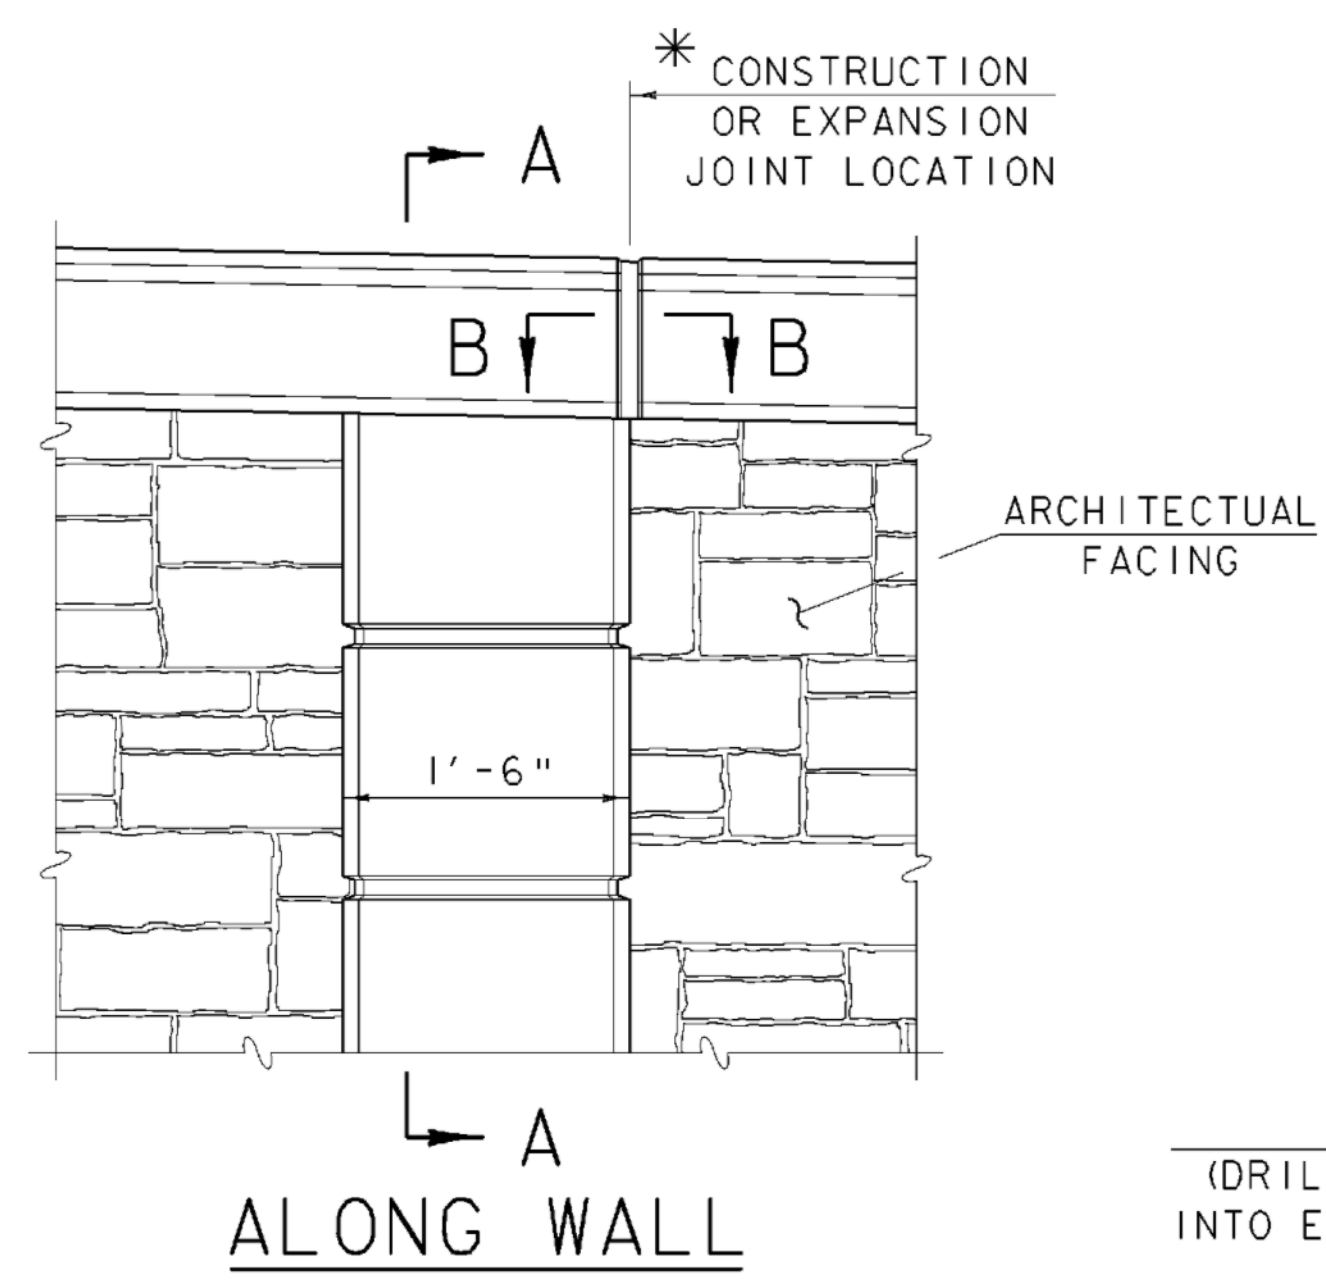 * CONSTRUCTION
OR EXPANSION
JOINT LOCATION
A
B B
ARCHITECTUAL
FACING
1'-6"
A
ALONG WALL
(DRIL
INTO E